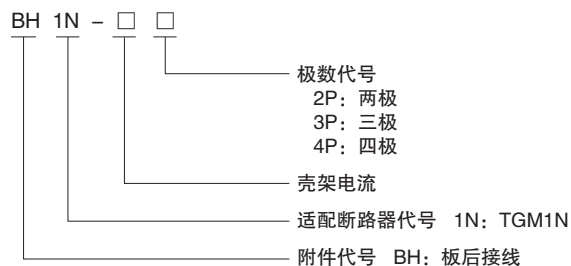 BH 1N - □ □
极数代号
2P：两极
3P：三极
4P：四极
壳架电流
适配断路器代号 1N：TGM1N
附件代号 BH：板后接线